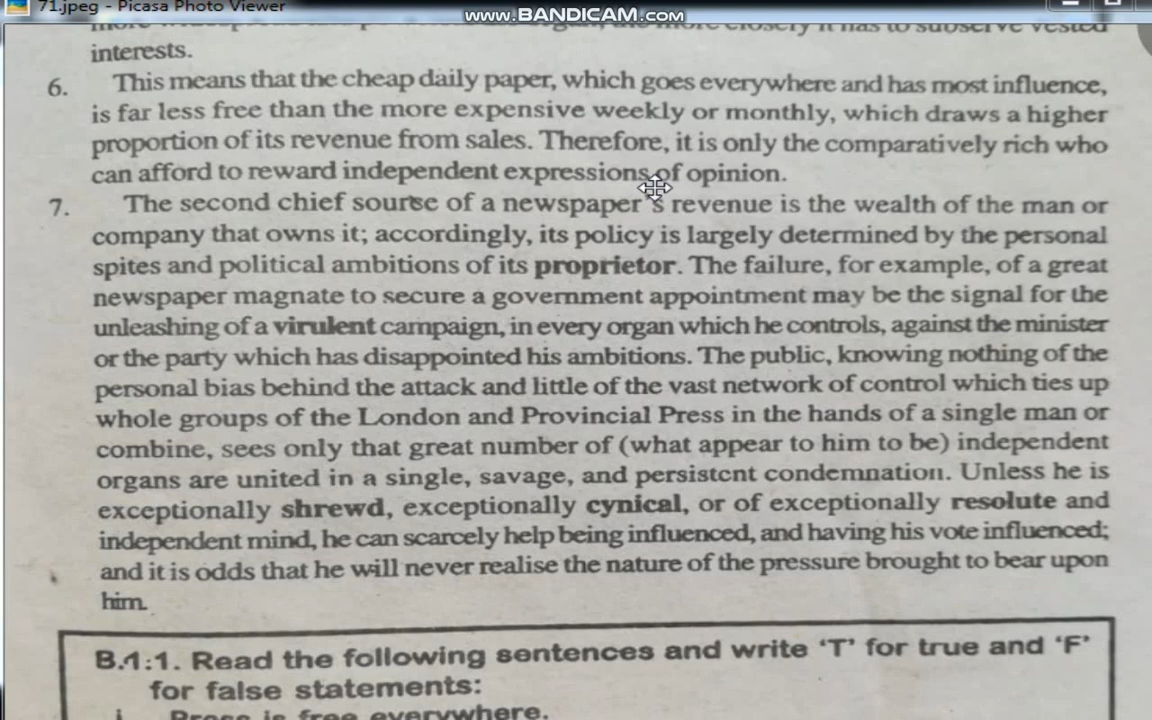 71.jpeg - Picasa Photo Viewer
www.BANDICAM.com
closely it has to subserve vested
interests.
6. This means that the cheap daily paper, which goes everywhere and has most influence,
is far less free than the more expensive weekly or monthly, which draws a higher
proportion of its revenue from sales. Therefore, it is only the comparatively rich who
can afford to reward independent expressions of opinion.
7. The second chief sourse of a newspaper's revenue is the wealth of the man or
company that owns it; accordingly, its policy is largely determined by the personal
spites and political ambitions of its proprietor. The failure, for example, of a great
newspaper magnate to secure a government appointment may be the signal for the
unleashing of a virulent campaign, in every organ which he controls, against the minister
or the party which has disappointed his ambitions. The public, knowing nothing of the
personal bias behind the attack and little of the vast network of control which ties up
whole groups of the London and Provincial Press in the hands of a single man or
combine, sees only that great number of (what appear to him to be) independent
organs are united in a single, savage, and persistent condemnation. Unless he is
exceptionally shrewd, exceptionally cynical, or of exceptionally resolute and
independent mind, he can scarcely help being influenced, and having his vote influenced;
and it is odds that he will never realise the nature of the pressure brought to bear upon
him.
B.1:1. Read the following sentences and write 'T' for true and 'F'
for false statements:
i. Press is free everywhere.